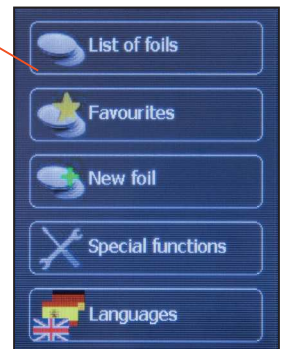 List of foils
Favourites
New foil
Special functions
Languages